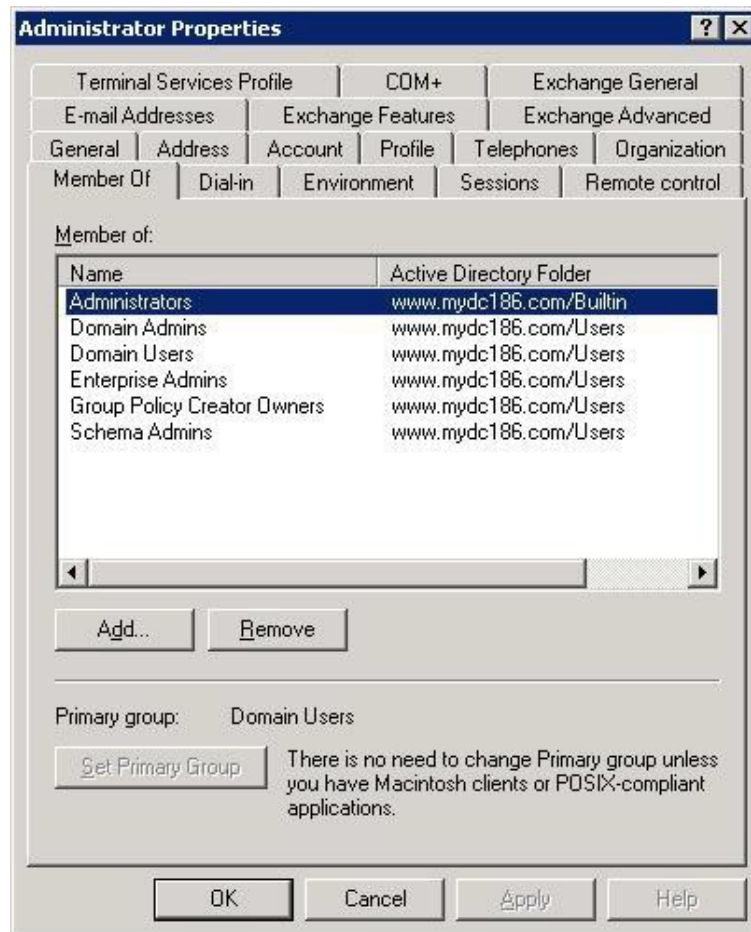 Administrator Properties
Terminal Services Profile COM+ Exchange General
E-mail Addresses Exchange Features Exchange Advanced
General Address Account Profile Telephones Organization
Member Of Dial-in Environment Sessions Remote control
Member of:
Name Active Directory Folder
Administrators www.mydc186.com/Builtin
Domain Admins www.mydc186.com/Users
Domain Users www.mydc186.com/Users
Enterprise Admins www.mydc186.com/Users
Group Policy Creator Owners www.mydc186.com/Users
Schema Admins www.mydc186.com/Users
Add... Remove
Primary group: Domain Users
Set Primary Group
There is no need to change Primary group unless
you have Macintosh clients or POSIX-compliant
applications.
OK Cancel Apply Help